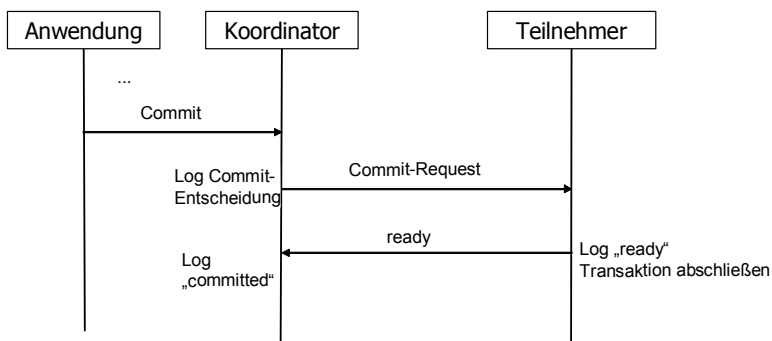 Anwendung
Koordinator
Teilnehmer
...
Commit
Log Commit-
Entscheidung
Commit-Request
ready
Log
„committed“
Log „ready“
Transaktion abschließen